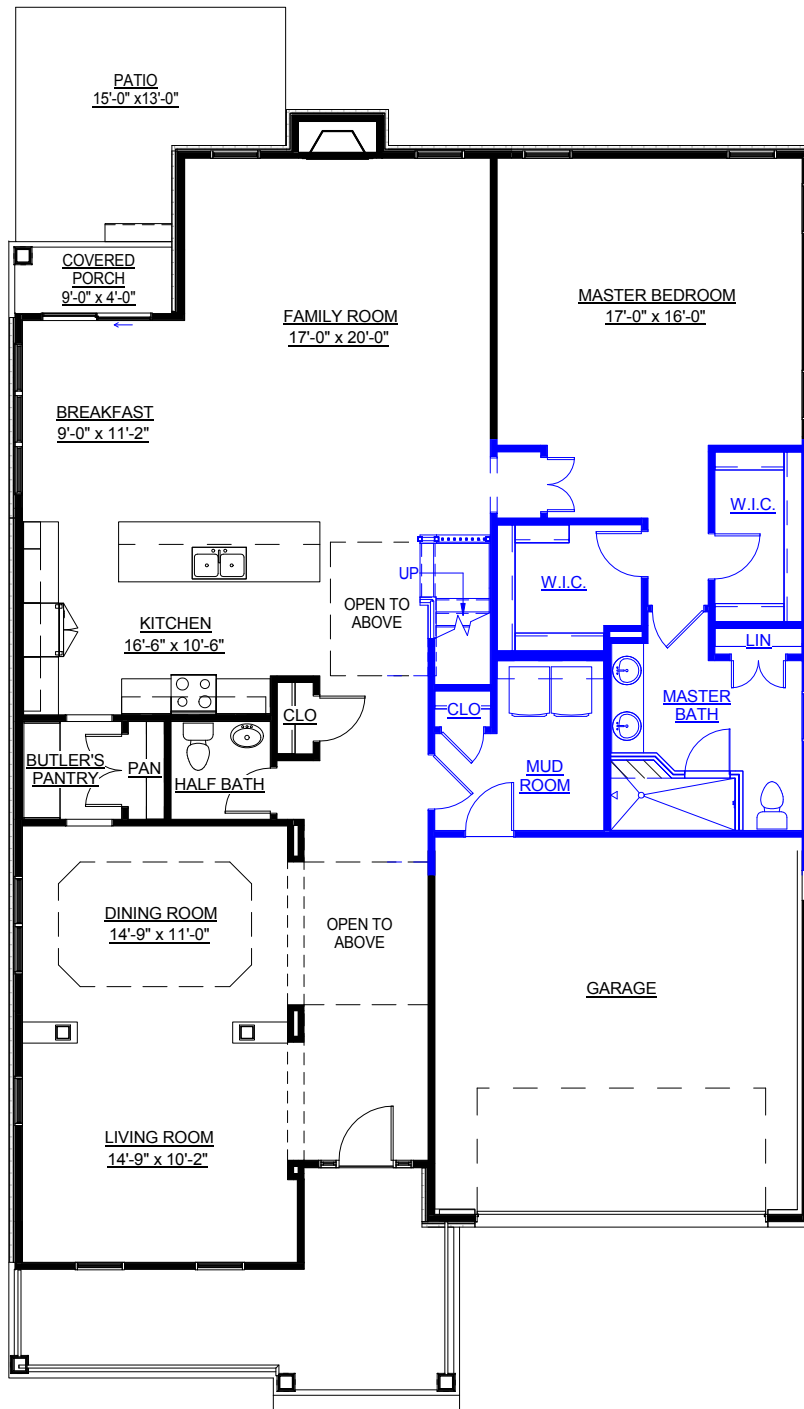 PATIO
15'-0" x13'-0"
COVERED
PORCH
9'-0" x 4'-0"
FAMILY ROOM
17'-0" x 20'-0"
MASTER BEDROOM
17'-0" x 16'-0"
BREAKFAST
9'-0" x 11'-2"
W.I.C.
UP
W.I.C.
OPEN TO
ABOVE
KITCHEN
16'-6" x 10'-6"
LIN
MASTER
BATH
CLO
CLO
BUTLER'S
PANTRY
PAN
HALF BATH
MUD
ROOM
DINING ROOM
14'-9" x 11'-0"
OPEN TO
ABOVE
GARAGE
LIVING ROOM
14'-9" x 10'-2"